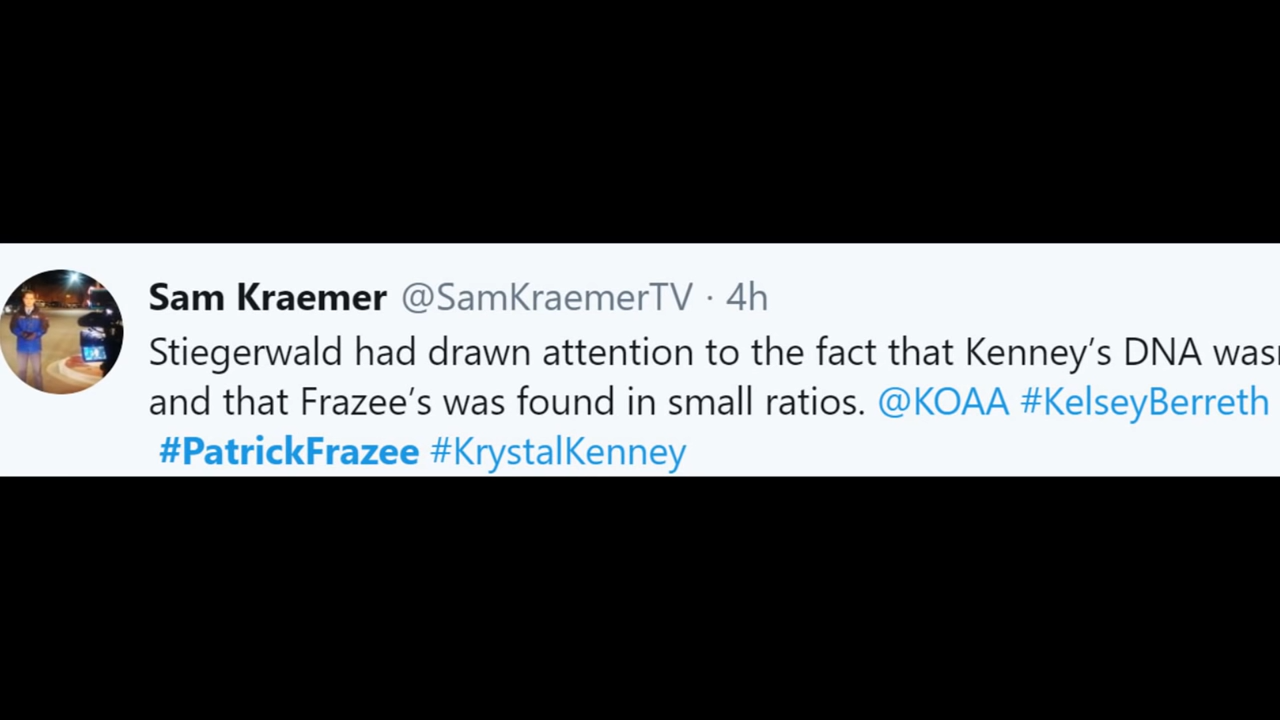 Sam Kraemer @SamKraemerTV · 4h
Stiegerwald had drawn attention to the fact that Kenney’s DNA
and that Frazee’s was found in small ratios. @KOAA #KelseyBerreth
#PatrickFrazee #KrystalKenney